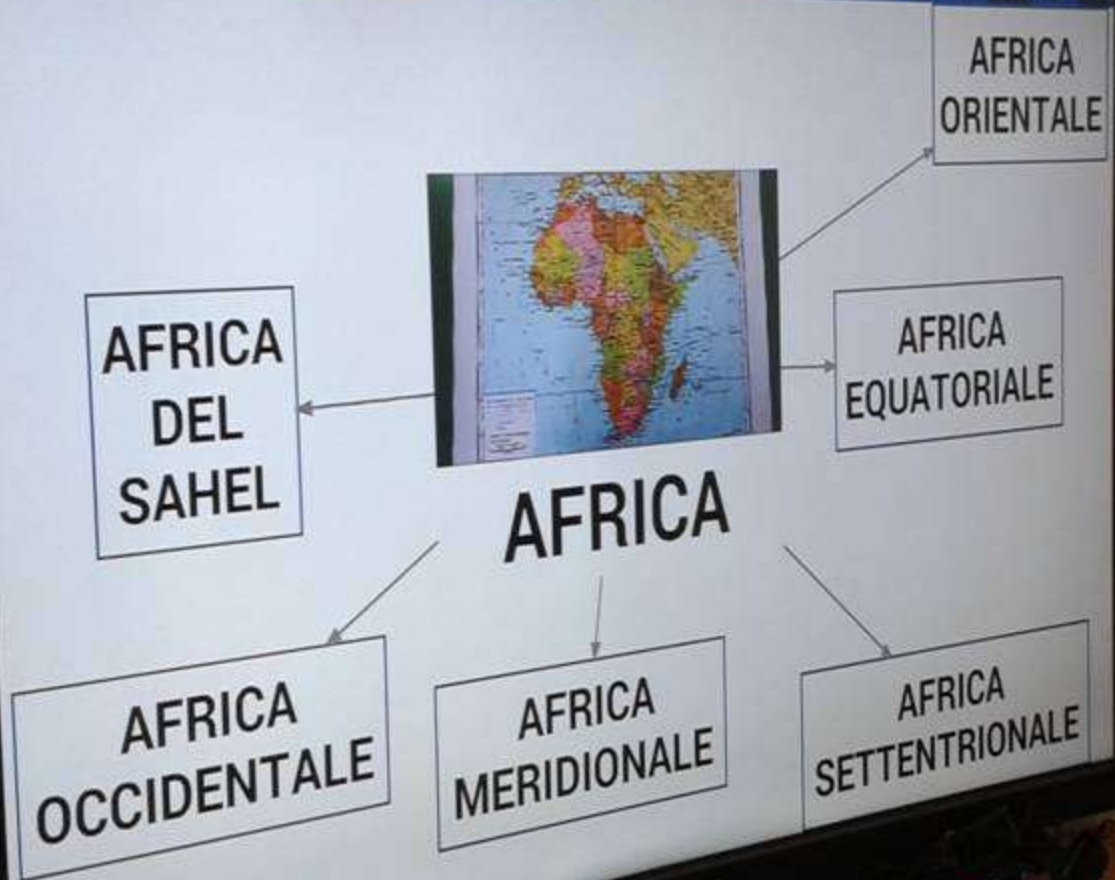 AFRICA
ORIENTALE
AFRICA
DEL
SAHEL
AFRICA
EQUATORIALE
AFRICA
AFRICA
OCCIDENTALE
AFRICA
MERIDIONALE
AFRICA
SETTENTRIONALE